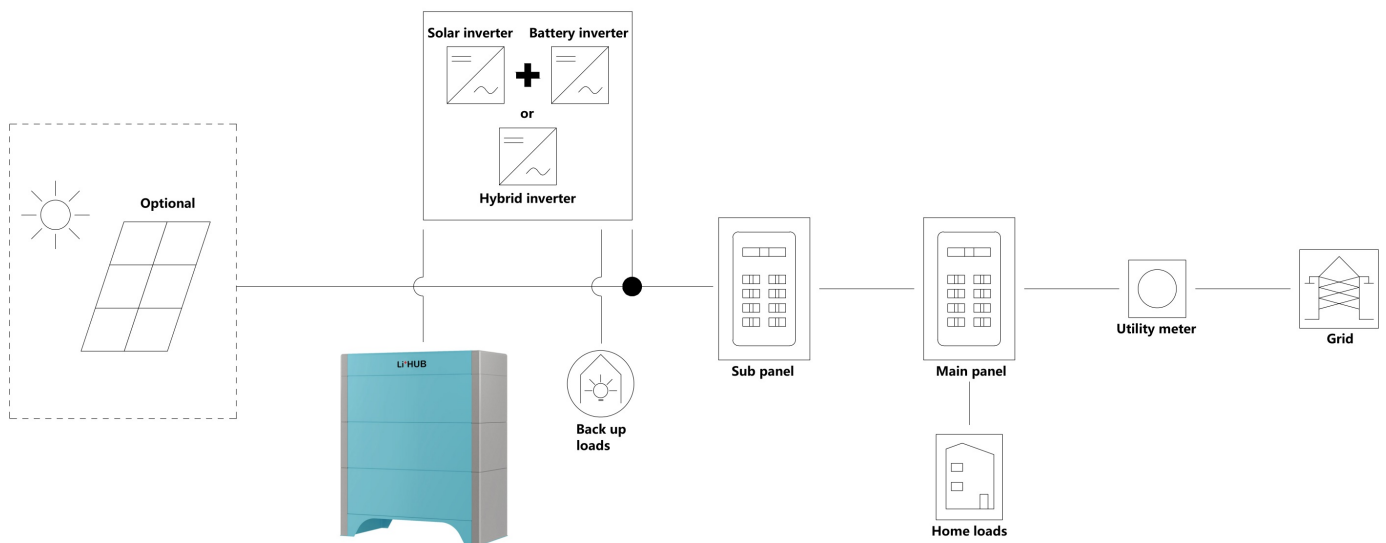 Solar inverter
Battery inverter
or
Hybrid inverter
Optional
Li+HUB
Back up
loads
Sub panel
Main panel
Utility meter
Grid
Home loads